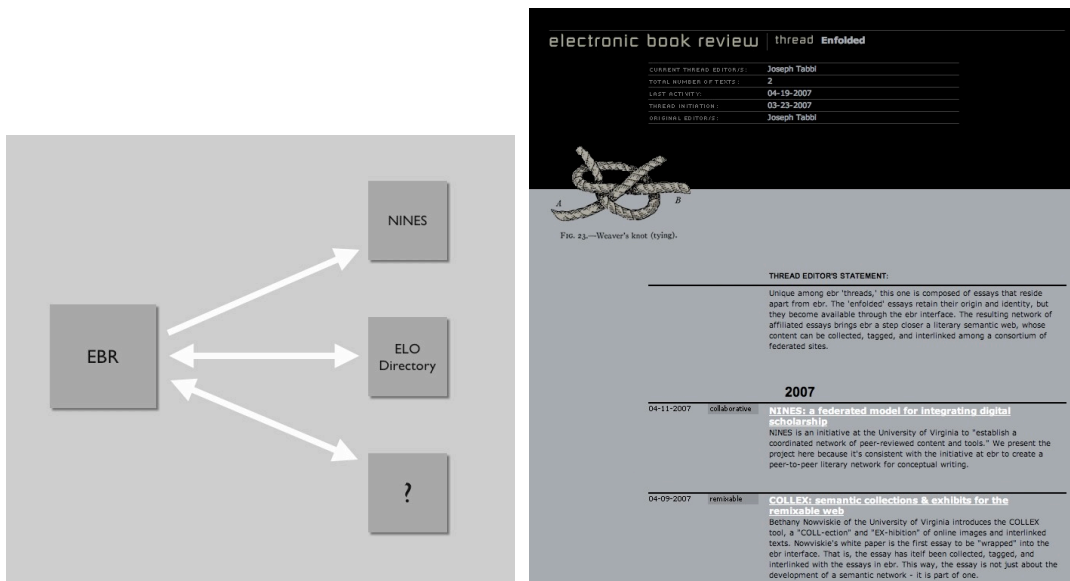 EBR
NINES
ELO
Directory
?
electronic book review | thread Enfolded
CURRENT THREAD EDITOR/S: Joseph Tabbi
TOTAL NUMBER OF TEXTS: 2
LAST ACTIVITY: 04-19-2007
THREAD INITIATION: 03-23-2007
ORIGINAL EDITOR/S: Joseph Tabbi
A B
FIG. 23.—Weaver's knot (tying).
THREAD EDITOR'S STATEMENT:
Unique among ebr 'threads,' this one is composed of essays that reside
apart from ebr. The 'enfolded' essays retain their origin and identity, but
they become available through the ebr interface. The resulting network of
affiliated essays brings ebr a step closer a literary semantic web, whose
content can be collected, tagged, and interlinked among a consortium of
federated sites.
2007
04-11-2007 collaborative NINES: a federated model for integrating digital
scholarship
NINES is an initiative at the University of Virginia to "establish a
coordinated network of peer-reviewed content and tools." We present the
project here because it's consistent with the initiative at ebr to create a
peer-to-peer literary network for conceptual writing.
04-09-2007 remixable COLLEX: semantic collections & exhibits for the
remixable web
Bethany Nowviskie of the University of Virginia introduces the COLLEX
tool, a "COLL-ection" and "EX-hibition" of online images and interlinked
texts. Nowviskie's white paper is the first essay to be "wrapped" into the
ebr interface. That is, the essay has itelf been collected, tagged, and
interlinked with the essays in ebr. This way, the essay is not just about the
development of a semantic network - it is part of one.